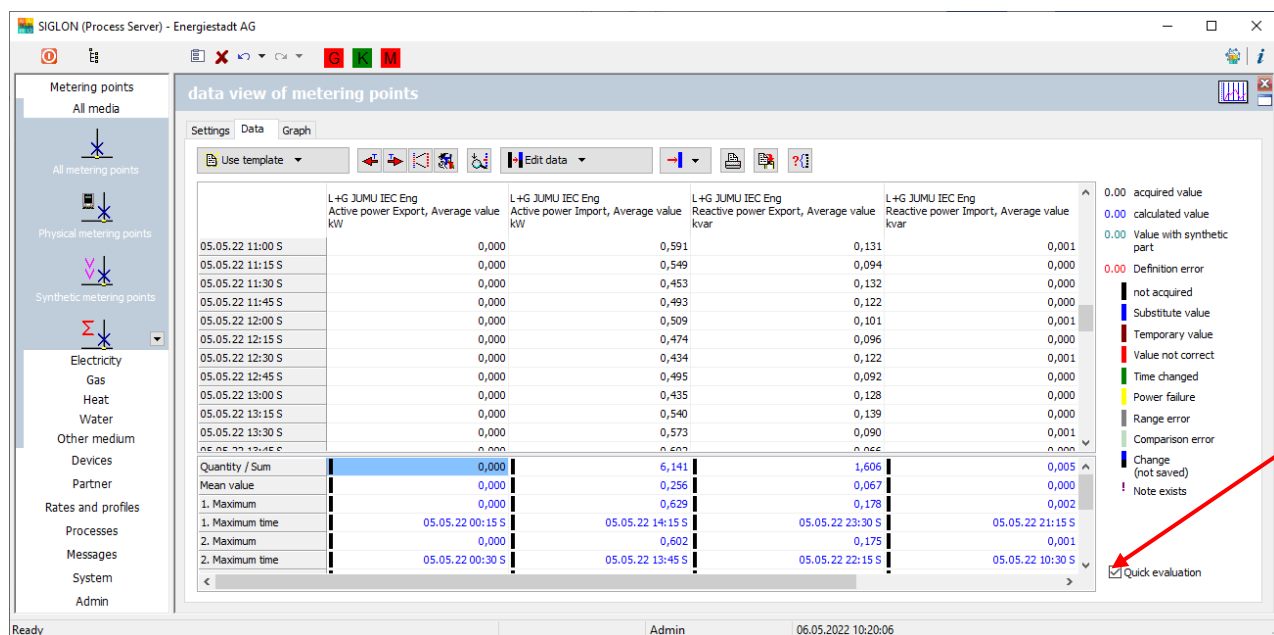 SIGLON (Process Server) - Energiestadt AG
G K M
i
Metering points
All media
All metering points
Physical metering points
Synthetic metering points
Electricity
Gas
Heat
Water
Other medium
Devices
Partner
Rates and profiles
Processes
Messages
System
Admin
data view of metering points
Settings Data Graph
Use template Edit data
L+G JUMU IEC Eng L+G JUMU IEC Eng L+G JUMU IEC Eng L+G JUMU IEC Eng
Active power Export, Average value Active power Import, Average value Reactive power Export, Average value Reactive power Import, Average value
kW kW kvar kvar
05.05.22 11:00 S 0,000 0,591 0,131 0,001
05.05.22 11:15 S 0,000 0,549 0,094 0,000
05.05.22 11:30 S 0,000 0,453 0,132 0,000
05.05.22 11:45 S 0,000 0,493 0,122 0,000
05.05.22 12:00 S 0,000 0,509 0,101 0,001
05.05.22 12:15 S 0,000 0,474 0,096 0,000
05.05.22 12:30 S 0,000 0,434 0,122 0,001
05.05.22 12:45 S 0,000 0,495 0,092 0,000
05.05.22 13:00 S 0,000 0,435 0,128 0,000
05.05.22 13:15 S 0,000 0,540 0,139 0,000
05.05.22 13:30 S 0,000 0,573 0,090 0,001
05.05.22 13:45 S 0,000 0,602 0,066 0,000
Quantity / Sum 0,000 6,141 1,606 0,005
Mean value 0,000 0,256 0,067 0,000
1. Maximum 0,000 0,629 0,178 0,002
1. Maximum time 05.05.22 00:15 S 05.05.22 14:15 S 05.05.22 23:30 S 05.05.22 21:15 S
2. Maximum 0,000 0,602 0,175 0,001
2. Maximum time 05.05.22 00:30 S 05.05.22 13:45 S 05.05.22 22:15 S 05.05.22 10:30 S
0.00 acquired value
0.00 calculated value
0.00 Value with synthetic
part
0.00 Definition error
not acquired
Substitute value
Temporary value
Value not correct
Time changed
Power failure
Range error
Comparison error
Change
(not saved)
! Note exists
Quick evaluation
Ready Admin 06.05.2022 10:20:06